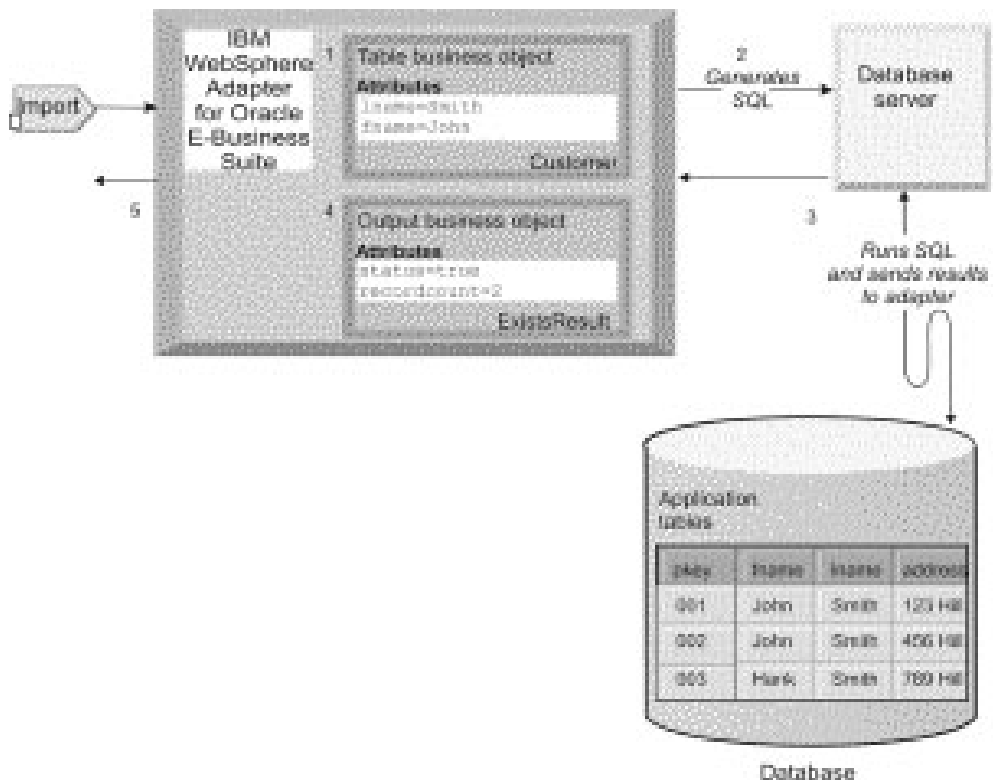 Import
IBM
WebSphere
Adapter
for Oracle
E-Business
Suite
5
1
Table business object
Attributes
lname=Smith
fname=John
Customer
4
Output business object
Attributes
status=true
recordcount=2
ExistsResult
2
Generates
SQL
Database
server
3
Runs SQL
and sends results
to adapter
Application
tables
pkey fname lname address
001 John Smith 123 Hill
002 John Smith 456 Hill
003 Hank Smith 789 Hill
Database